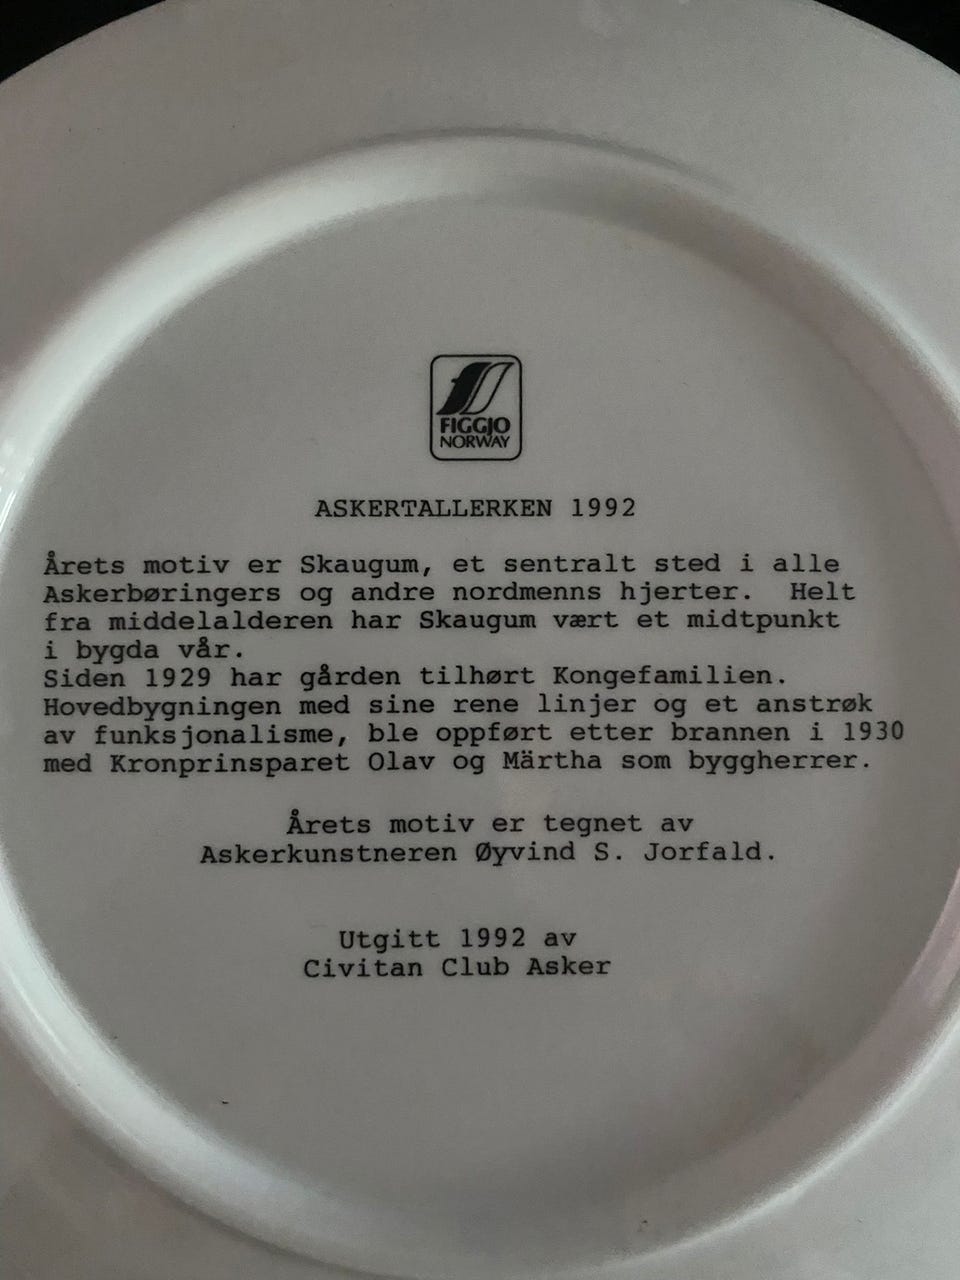 FIGGJO
NORWAY
ASKERTALLERKEN 1992
Årets motiv er Skaugum, et sentralt sted i alle
Askerbøringers og andre nordmenns hjerter. Helt
fra middelalderen har Skaugum vært et midtpunkt
i bygda vår.
Siden 1929 har gården tilhørt Kongefamilien.
Hovedbygningen med sine rene linjer og et anstrøk
av funksjonalisme, ble oppført etter brannen i 1930
med Kronprinsparet Olav og Märtha som byggherrer.
Årets motiv er tegnet av
Askerkunstneren Øyvind S. Jorfald.
Utgitt 1992 av
Civitan Club Asker